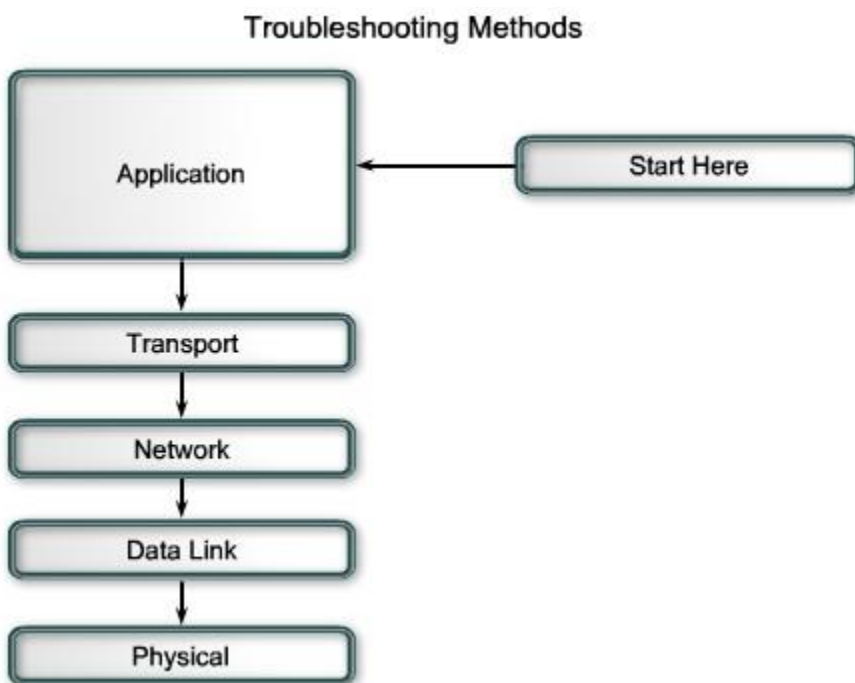 Troubleshooting Methods
Application
Start Here
Transport
Network
Data Link
Physical